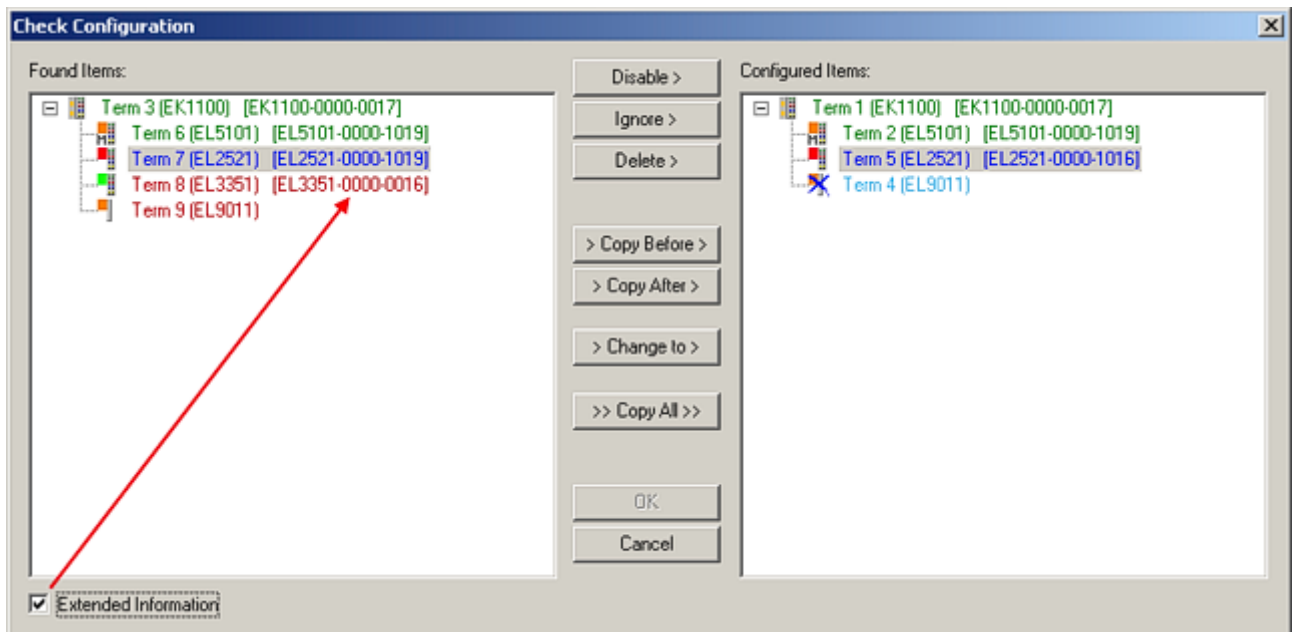 Check Configuration
Found Items:
Term 3 (EK1100) [EK1100-0000-0017]
Term 6 (EL5101) [EL5101-0000-1019]
Term 7 (EL2521) [EL2521-0000-1019]
Term 8 (EL3351) [EL3351-0000-0016]
Term 9 (EL9011)
Disable >
Ignore >
Delete >
> Copy Before >
> Copy After >
> Change to >
>> Copy All >>
OK
Cancel
Configured Items:
Term 1 (EK1100) [EK1100-0000-0017]
Term 2 (EL5101) [EL5101-0000-1019]
Term 5 (EL2521) [EL2521-0000-1016]
Term 4 (EL9011)
Extended Information